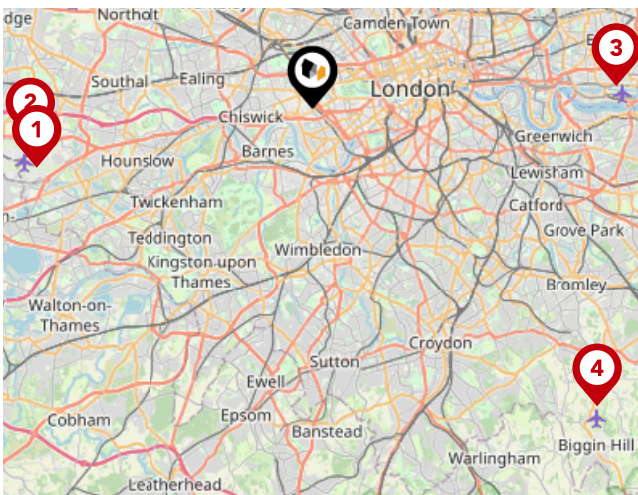 dge
Northolt
Camden Town
3
E
Southal
Ealing
London
2
1
Chiswick
Greenwich
Hounslow
Barnes
Lewisham
Twickenham
Catford
Teddington
Grove Park
n-
Wimbledon
Kingston upon
Thames
Bromley
Walton-on-
Thames
Croydon
Sutton
4
Ewell
Cobham
Epsom
Banstead
Biggin Hill
Warlingham
Leatherhead